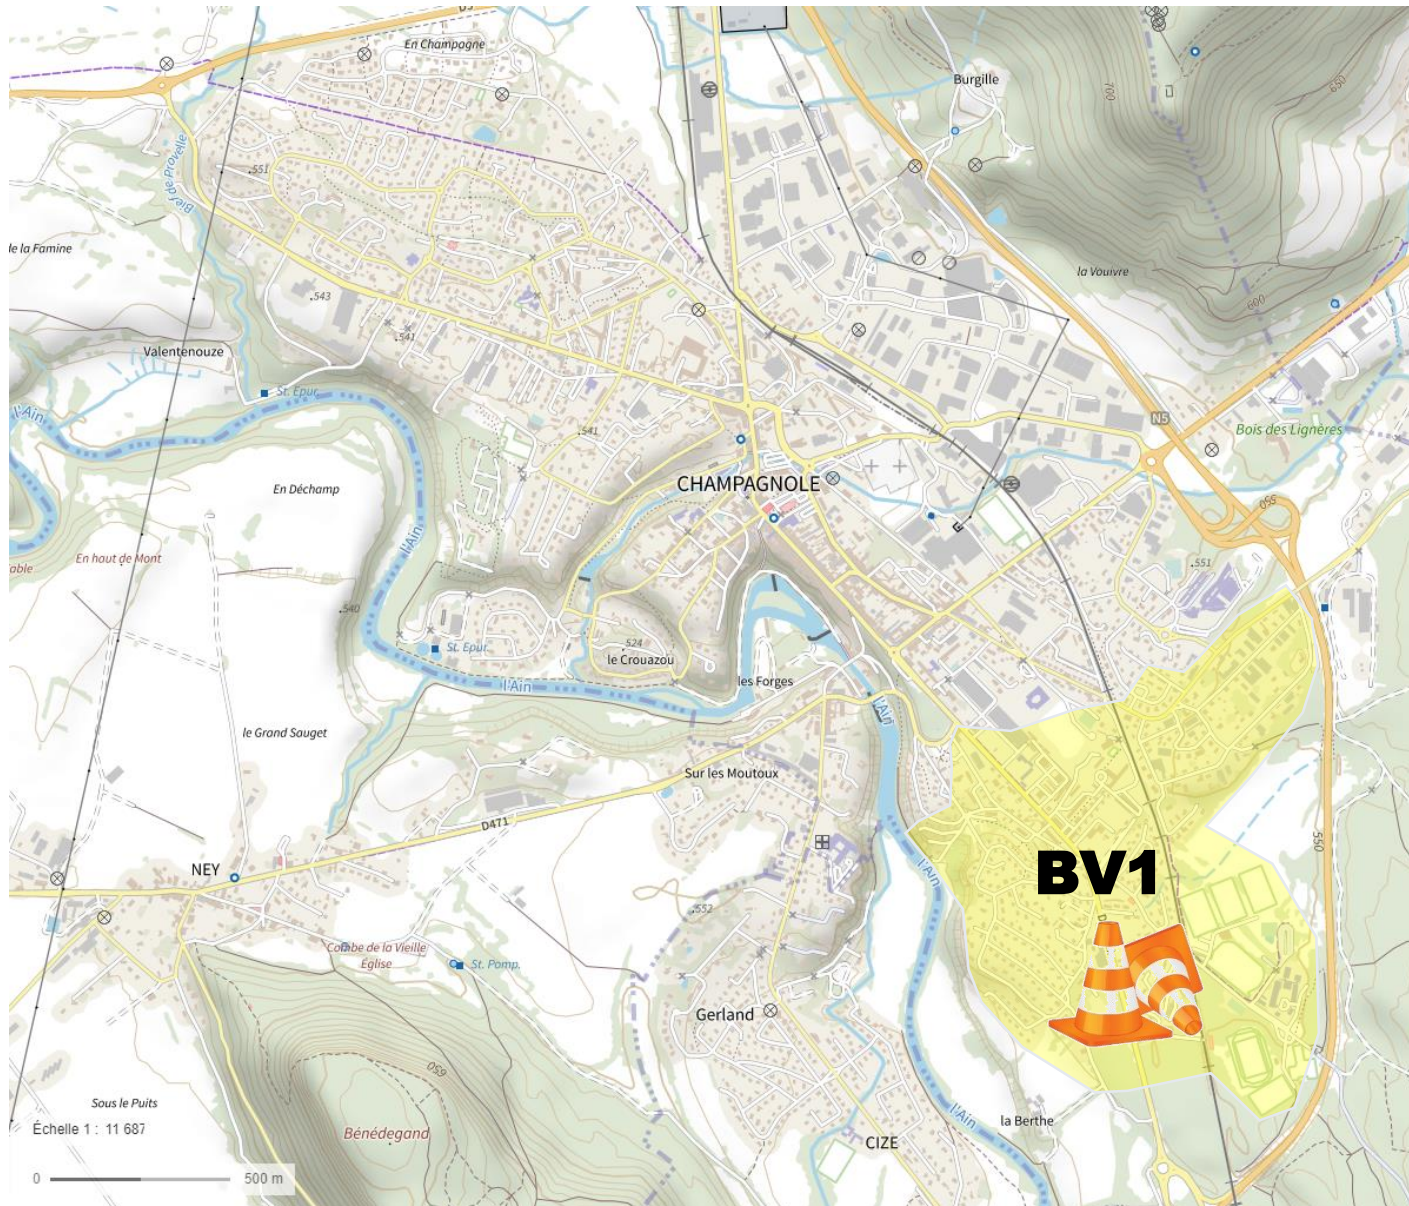 D5
En Champagne
Burgille
Bief de Provelle
551
700
650
de la Famine
543
541
la Vouivre
600
Valentenouze
St. Epur.
l'Ain
541
N5
Bois des Lignères
CHAMPAGNOLE
En Déchamp
l'Ain
550
En haut de Mont
able
551
540
524
St. Epur.
le Crouazou
l'Ain
les Forges
l'Ain
le Grand Sauget
Sur les Moutoux
D471
550
NEY
l'Ain
BV1
552
D
Combe de la Vieille
Église
St. Pomp.
Gerland
650
Sous le Puits
l'Ain
la Berthe
Échelle 1 : 11 687
Bénédegand
CIZE
0 500 m